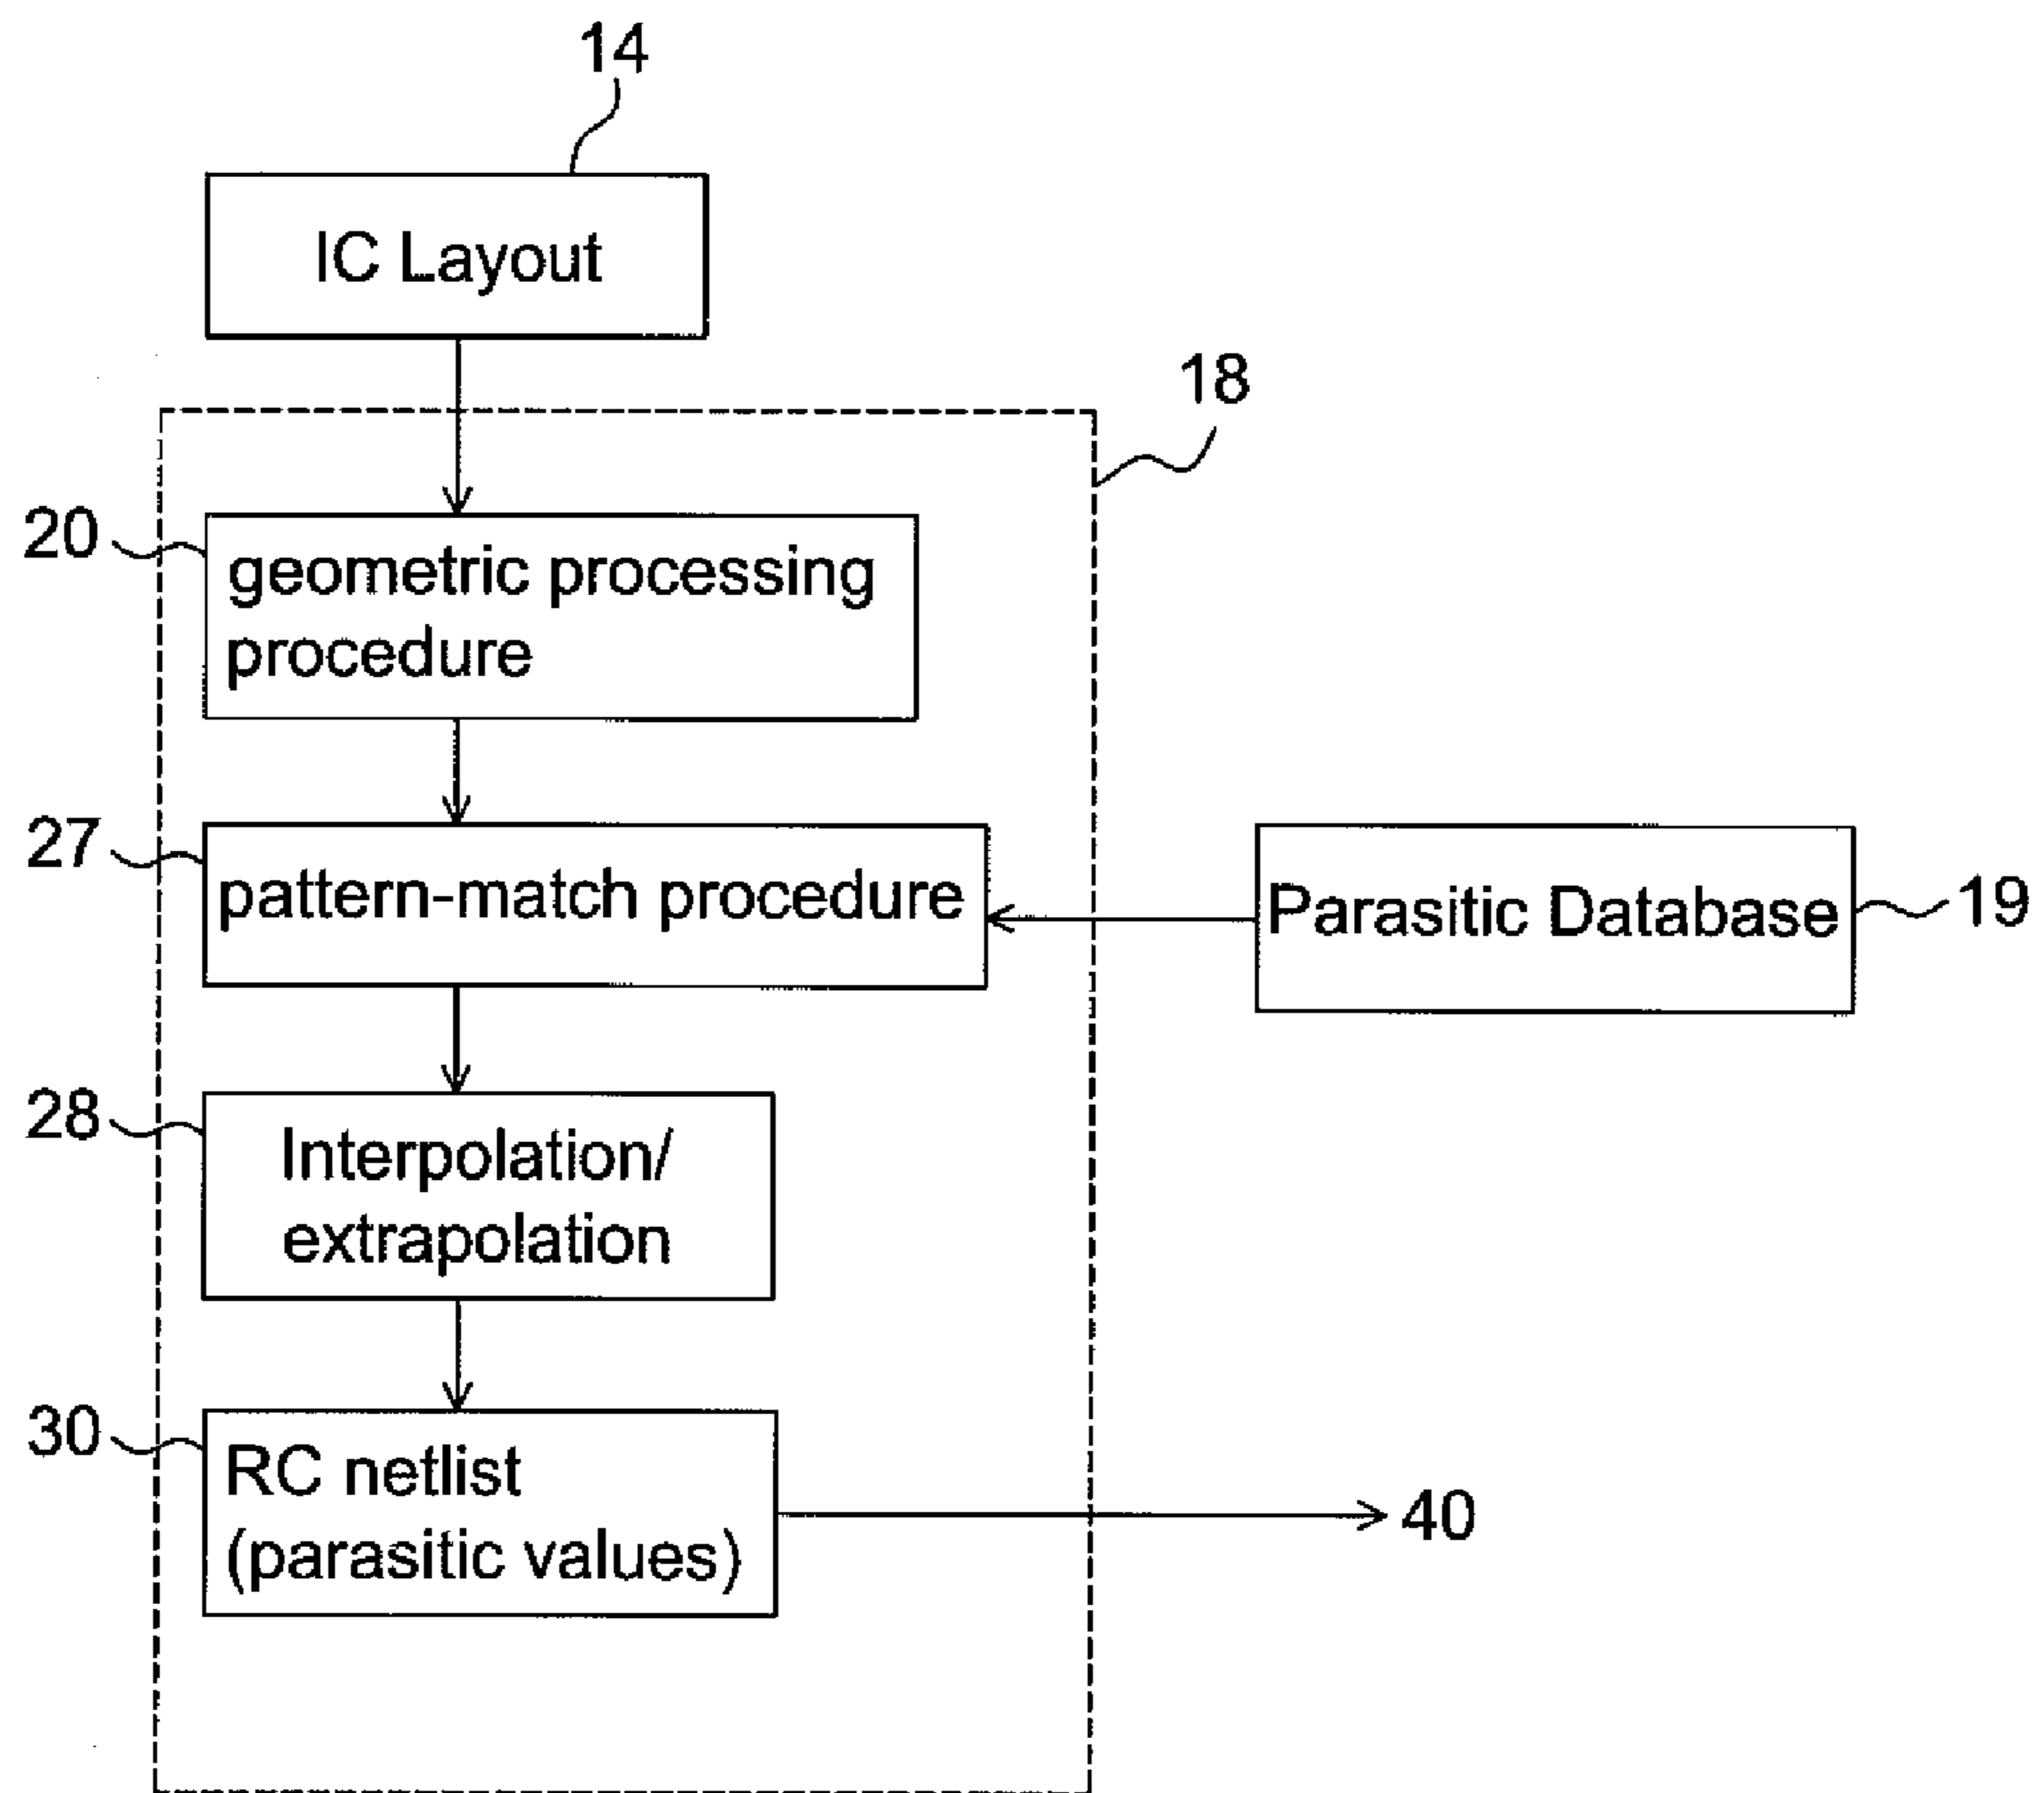 14
IC Layout
18
20
geometric processing
procedure
27
pattern-match procedure
Parasitic Database
19
28
Interpolation/
extrapolation
30
RC netlist
(parasitic values)
40